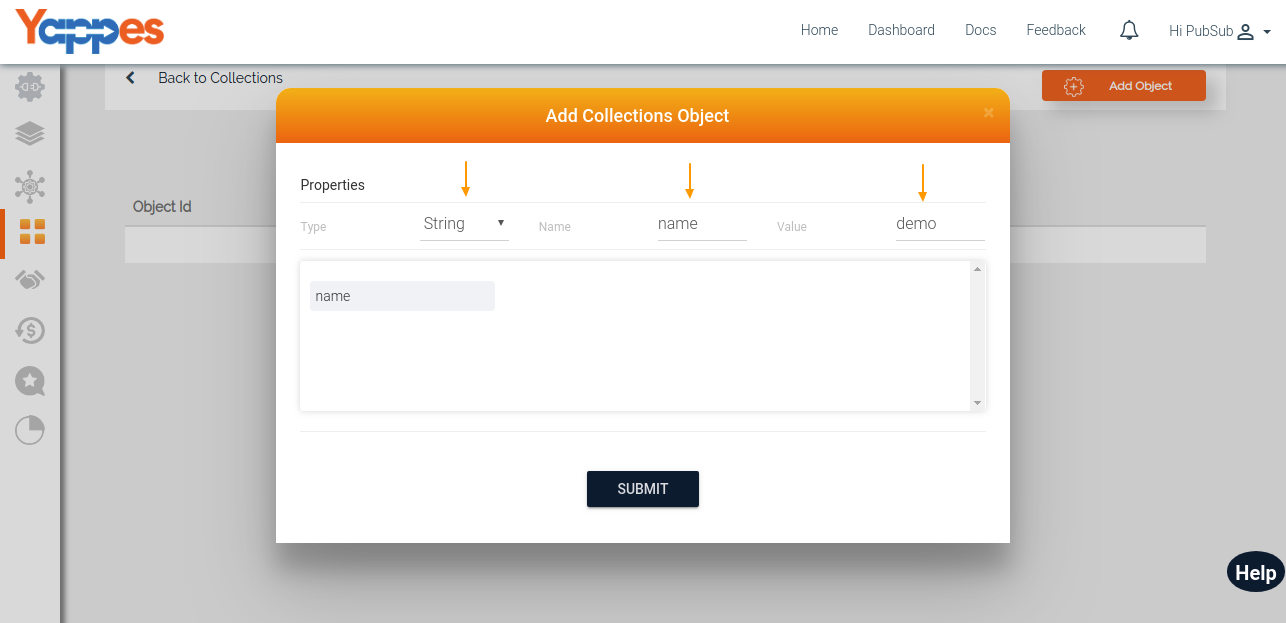 Yappes
Home Dashboard Docs Feedback Hi PubSub
Back to Collections
Add Object
Add Collections Object ×
Properties
Object Id
Type String Name name Value demo
name
SUBMIT
Help